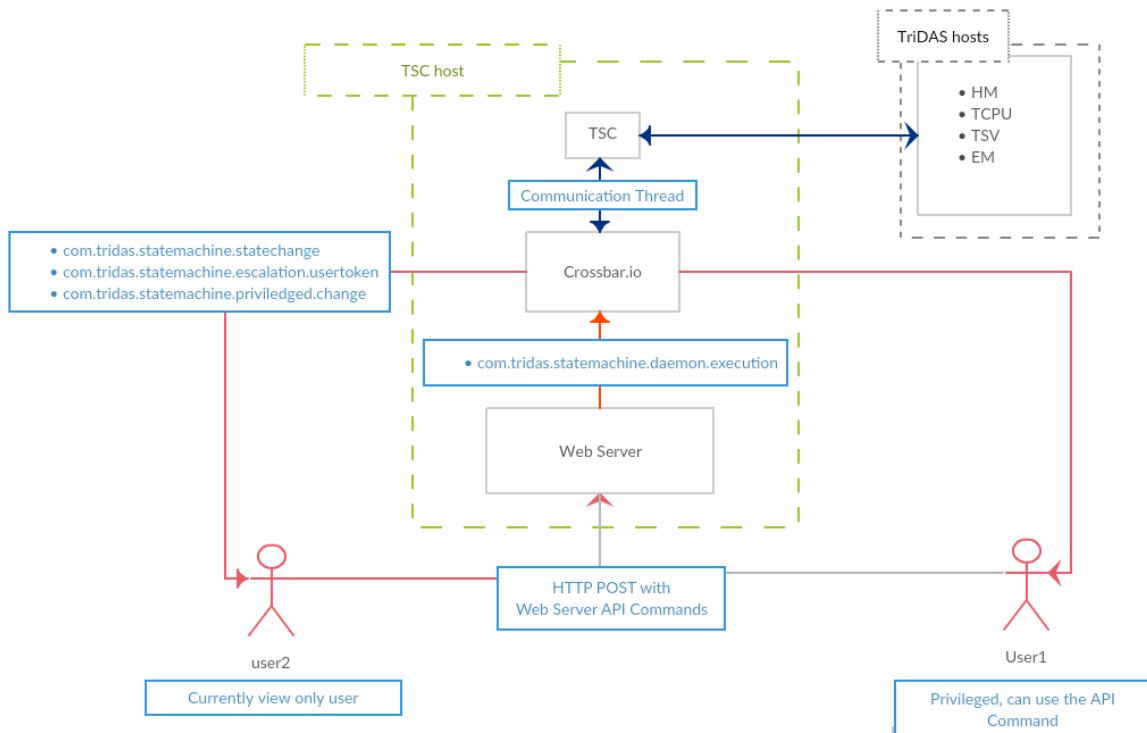 TriDAS hosts
TSC host
• HM
• TCPU
• TSV
• EM
TSC
Communication Thread
• com.tridas.statemachine.statechange
• com.tridas.statemachine.escalation.usertoken
• com.tridas.statemachine.priviledged.change
Crossbar.io
• com.tridas.statemachine.daemon.execution
Web Server
HTTP POST with
Web Server API Commands
user2
User1
Currently view only user
Privileged, can use the API
Command